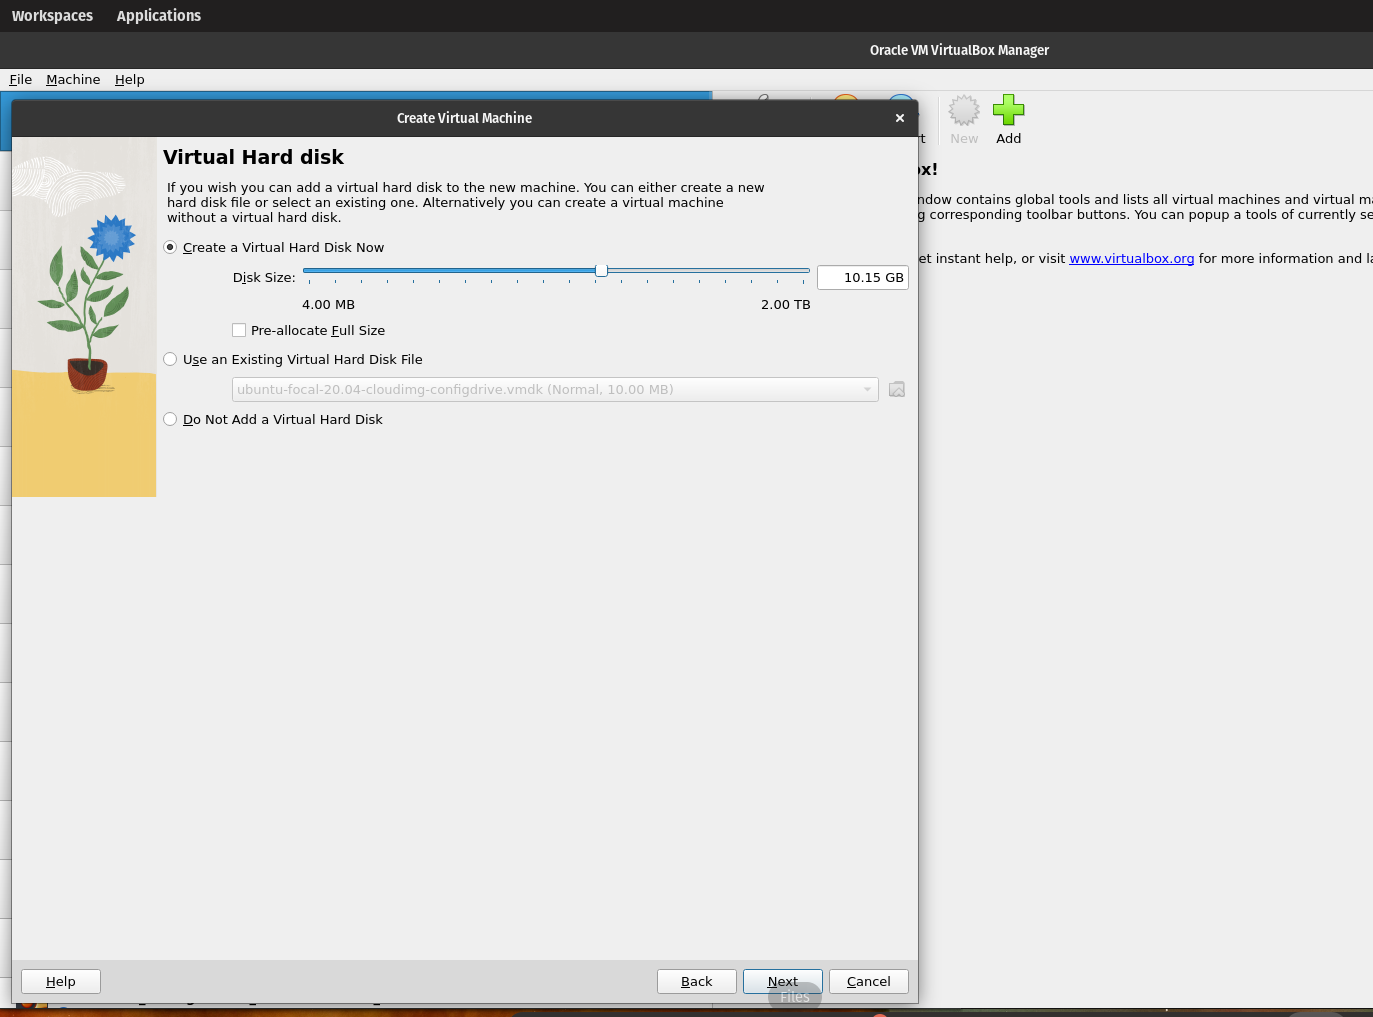 Workspaces Applications
Oracle VM VirtualBox Manager
File Machine Help
Create Virtual Machine
New Add
Virtual Hard disk
If you wish you can add a virtual hard disk to the new machine. You can either create a new
hard disk file or select an existing one. Alternatively you can create a virtual machine
without a virtual hard disk.
Create a Virtual Hard Disk Now
Disk Size: 10.15 GB
4.00 MB 2.00 TB
Pre-allocate Full Size
Use an Existing Virtual Hard Disk File
ubuntu-focal-20.04-cloudimg-configdrive.vmdk (Normal, 10.00 MB)
Do Not Add a Virtual Hard Disk
ox!
ndow contains global tools and lists all virtual machines and virtual ma
g corresponding toolbar buttons. You can popup a tools of currently se
et instant help, or visit www.virtualbox.org for more information and la
Help Back Next Cancel
Files